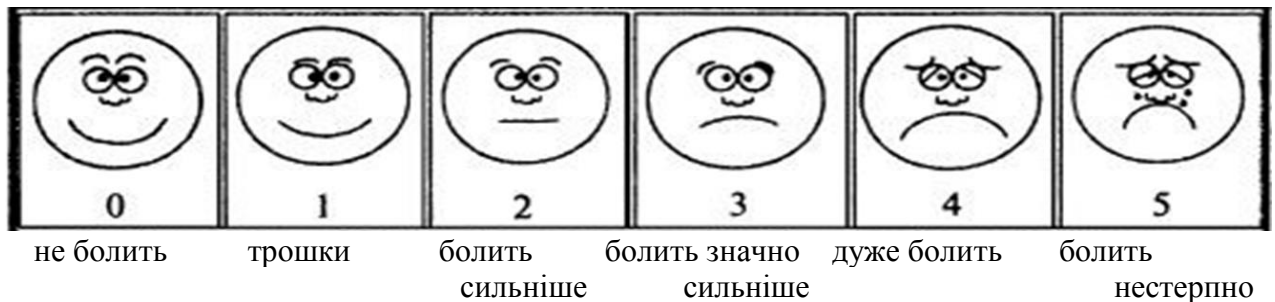 0 1 2 3 4 5
не болить трошки болить болить значно дуже болить болить
сильніше сильніше нестерпно